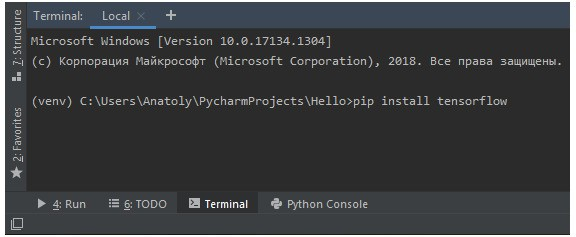 Terminal: Local × +
Microsoft Windows [Version 10.0.17134.1304]
(c) Корпорация Майкрософт (Microsoft Corporation), 2018. Все права защищены.
(venv) C:\Users\Anatoly\PycharmProjects\Hello>pip install tensorflow
7: Structure
2: Favorites
4: Run 6: TODO Terminal Python Console